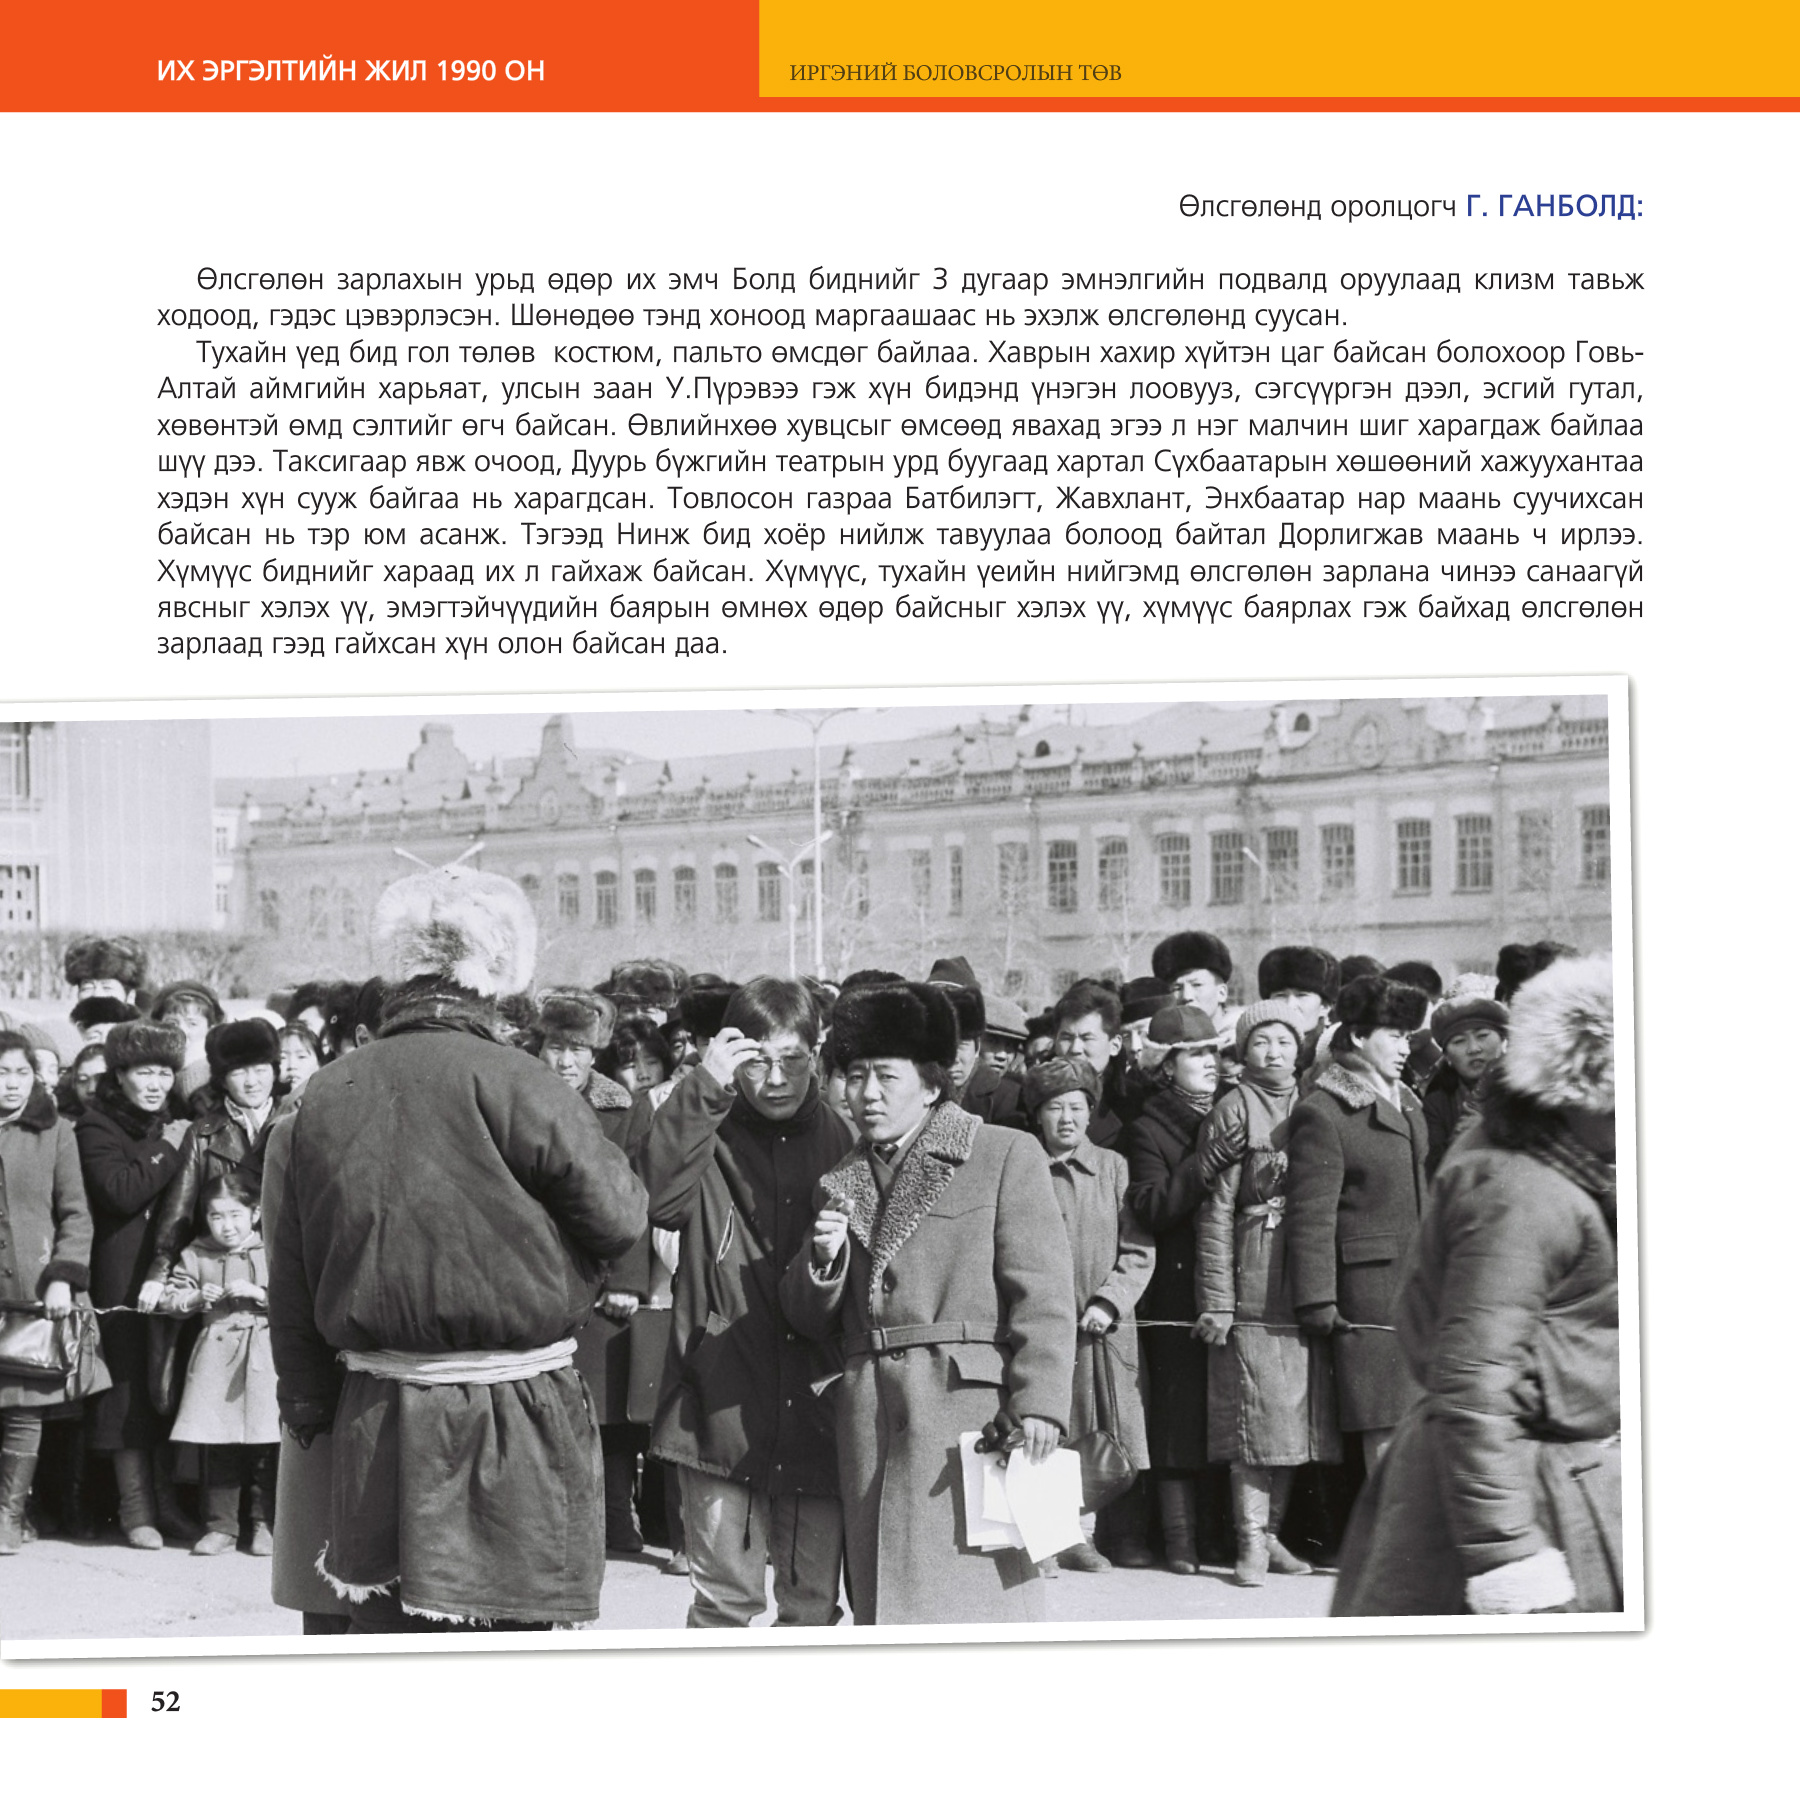 ИХ ЭРГЭЛТИЙН ЖИЛ 1990 ОН
ИРГЭНИЙ БОЛОВСРОЛЫН ТӨВ
Өлсгөлөнд оролцогч Г. ГАНБОЛД:
Өлсгөлөн зарлахын урьд өдөр их эмч Болд биднийг 3 дугаар эмнэлгийн подвалд оруулаад клизм тавьж
ходоод, гэдэс цэвэрлэсэн. Шөнөдөө тэнд хоноод маргаашаас нь эхэлж өлсгөлөнд суусан.
Тухайн үед бид гол төлөв костюм, пальто өмсдөг байлаа. Хаврын хахир хүйтэн цаг байсан болохоор Говь-
Алтай аймгийн харьяат, улсын заан У.Пүрэвээ гэж хүн бидэнд үнэгэн лоовууз, сэгсүүргэн дээл, эсгий гутал,
хөвөнтэй өмд сэлтийг өгч байсан. Өвлийнхөө хувцсыг өмсөөд явахад эгээ л нэг малчин шиг харагдаж байлаа
шүү дээ. Таксигаар явж очоод, Дуурь бүжгийн театрын урд буугаад хартал Сүхбаатарын хөшөөний хажуухантаа
хэдэн хүн сууж байгаа нь харагдсан. Товлосон газраа Батбилэгт, Жавхлант, Энхбаатар нар маань суучихсан
байсан нь тэр юм асанж. Тэгээд Нинж бид хоёр нийлж тавуулаа болоод байтал Дорлигжав маань ч ирлээ.
Хүмүүс биднийг хараад их л гайхаж байсан. Хүмүүс, тухайн үеийн нийгэмд өлсгөлөн зарлана чинээ санаагүй
явсныг хэлэх үү, эмэгтэйчүүдийн баярын өмнөх өдөр байсныг хэлэх үү, хүмүүс баярлах гэж байхад өлсгөлөн
зарлаад гээд гайхсан хүн олон байсан даа.
52